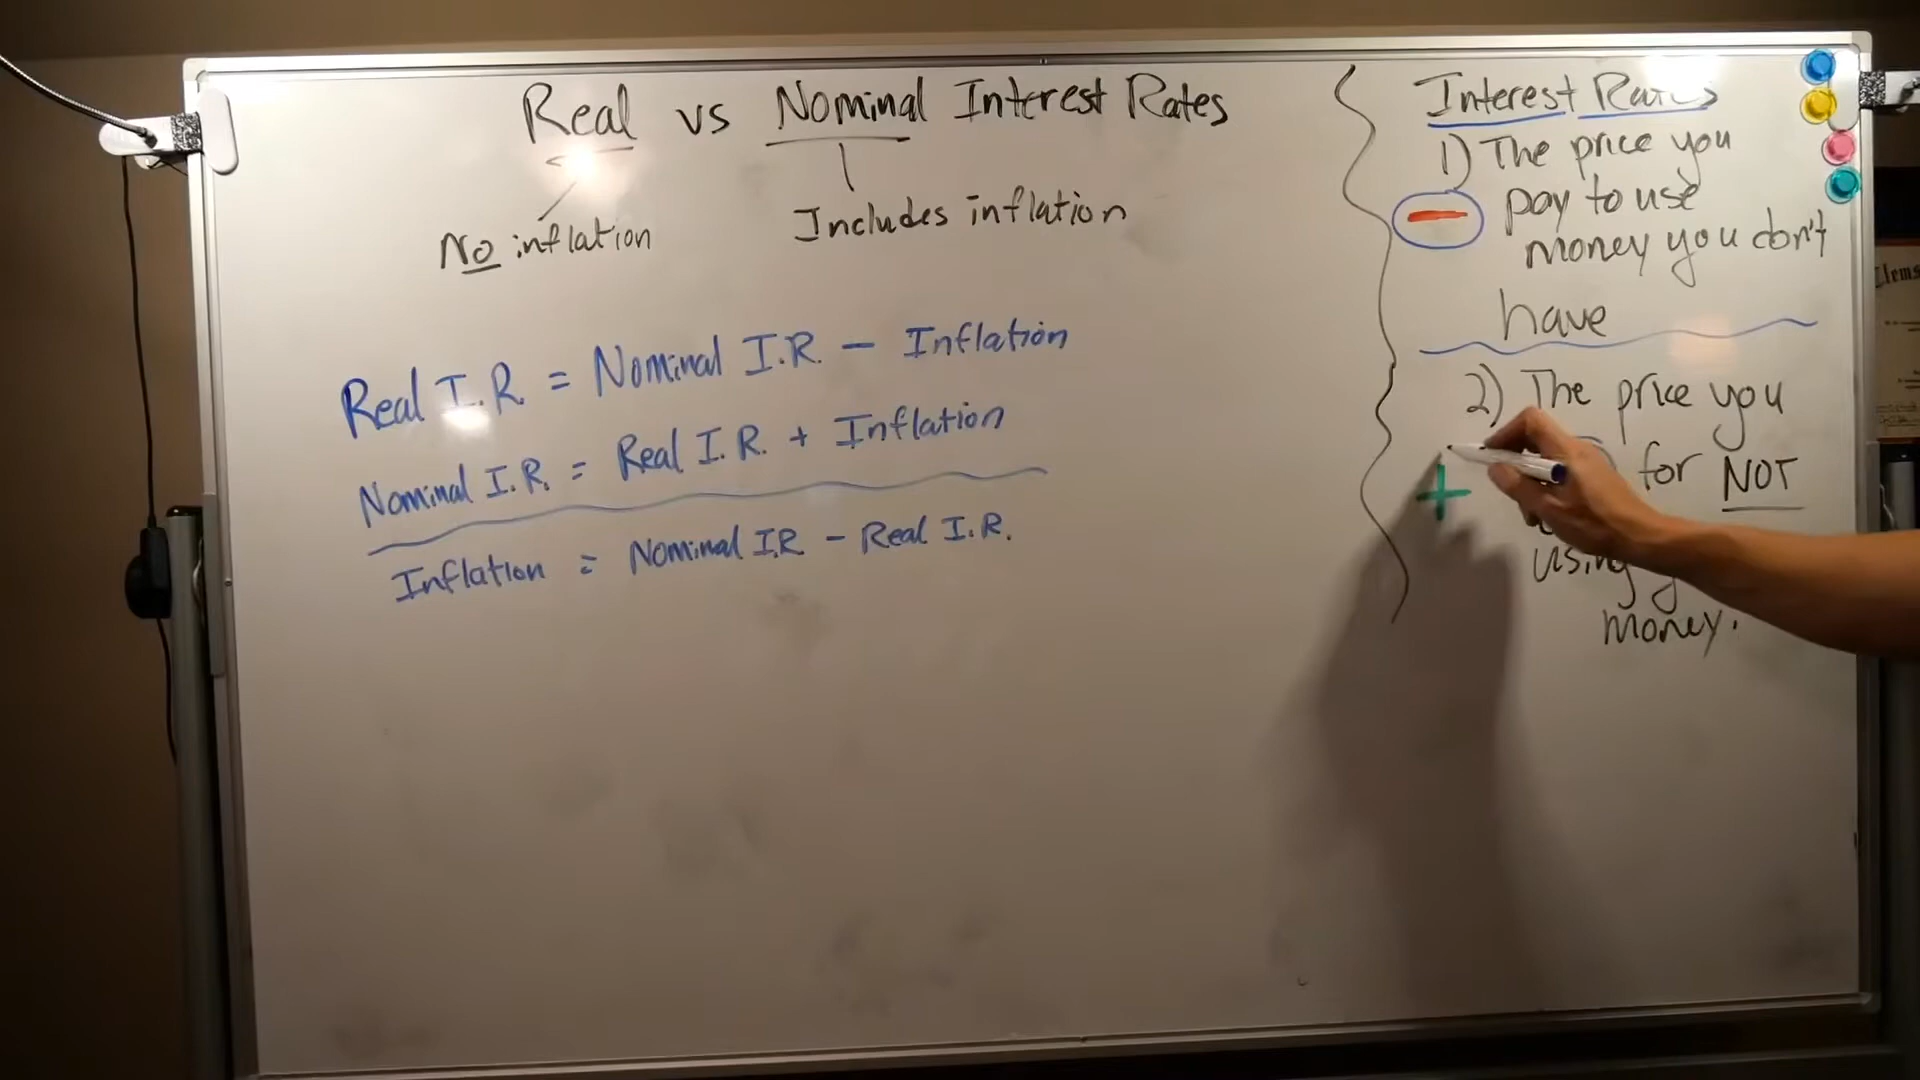 Real vs Nominal Interest Rates
No inflation
Includes inflation
Real I.R = Nominal I.R. - Inflation
Nominal I.R. = Real I.R. + Inflation
Inflation = Nominal I.R - Real I.R.
Interest Rates
1) The price you
pay to use
money you don't
have
-
2) The price you
for NOT
using
money.
+